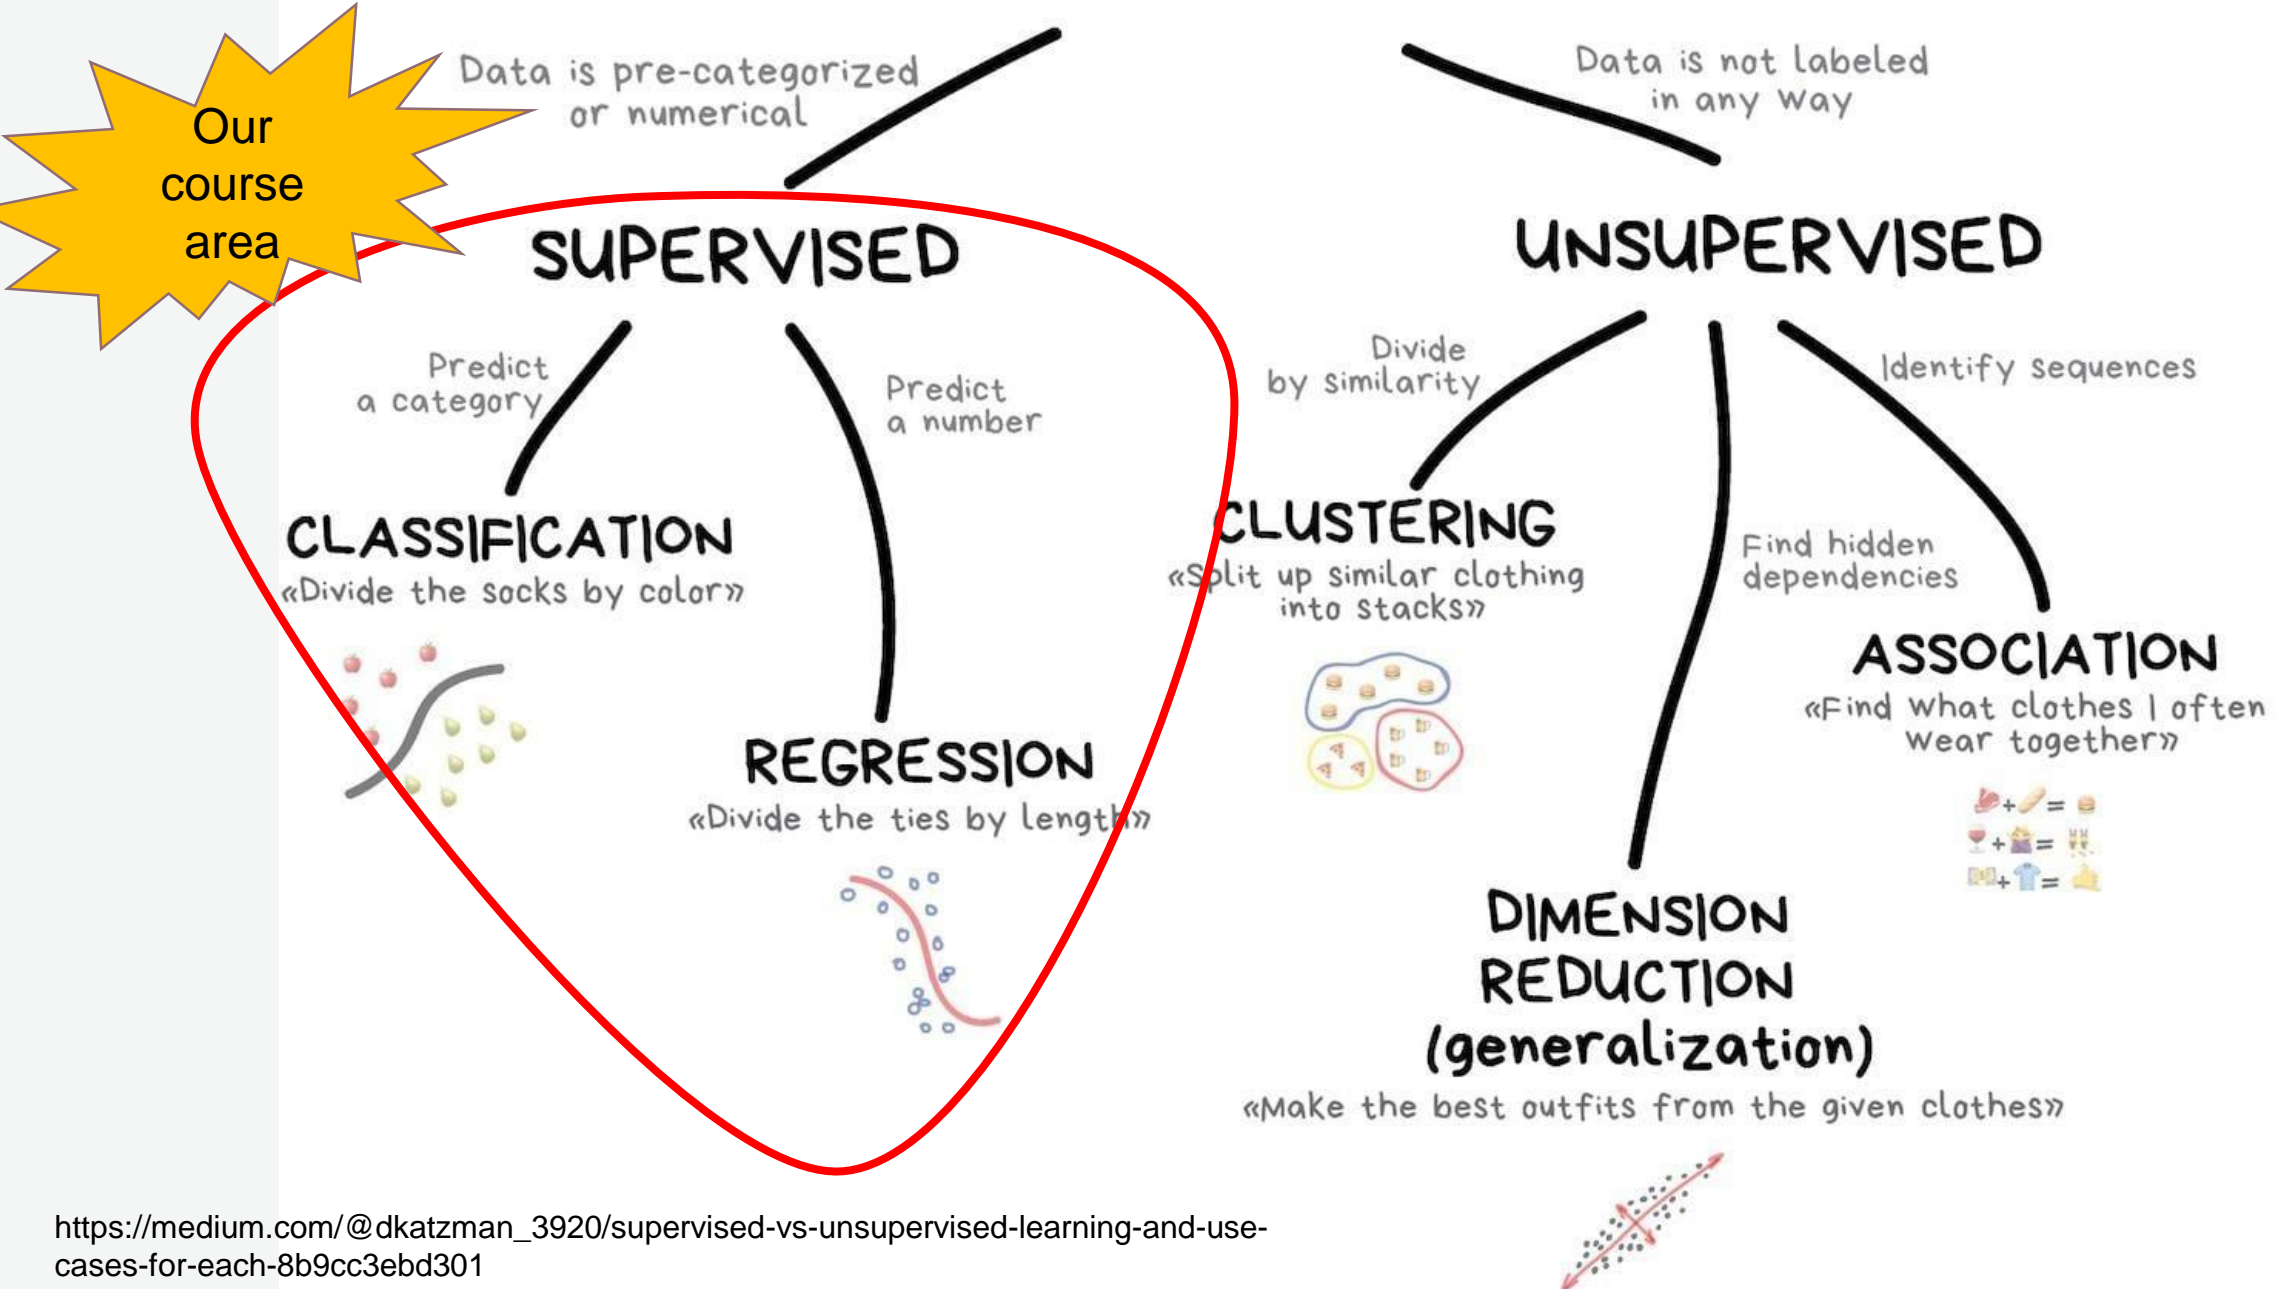 Our
course
area
Data is pre-categorized
or numerical
Data is not labeled
in any way
SUPERVISED
UNSUPERVISED
Predict
a category
Predict
a number
Divide
by similarity
Identify sequences
CLASSIFICATION
«Divide the socks by color»
CLUSTERING
«Split up similar clothing
into stacks»
Find hidden
dependencies
ASSOCIATION
«Find what clothes I often
wear together»
REGRESSION
«Divide the ties by length»
+ =
+ =
+ =
DIMENSION
REDUCTION
(generalization)
«Make the best outfits from the given clothes»
https://medium.com/@dkatzman_3920/supervised-vs-unsupervised-learning-and-use-
cases-for-each-8b9cc3ebd301